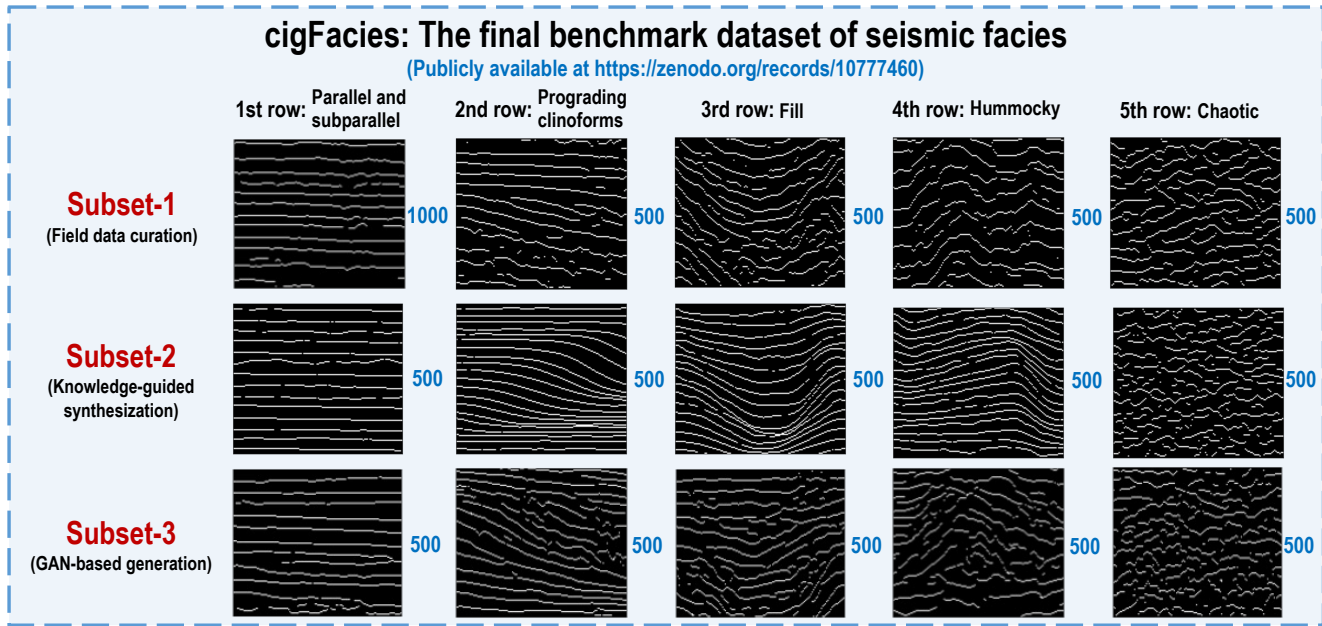 cigFacies: The final benchmark dataset of seismic facies
(Publicly available at https://zenodo.org/records/10777460)
1st row: Parallel and subparallel
2nd row: Prograding clinoforms
3rd row: Fill
4th row: Hummocky
5th row: Chaotic
Subset-1
(Field data curation)
1000
500
500
500
500
Subset-2
(Knowledge-guided
synthesization)
500
500
500
500
500
Subset-3
(GAN-based generation)
500
500
500
500
500